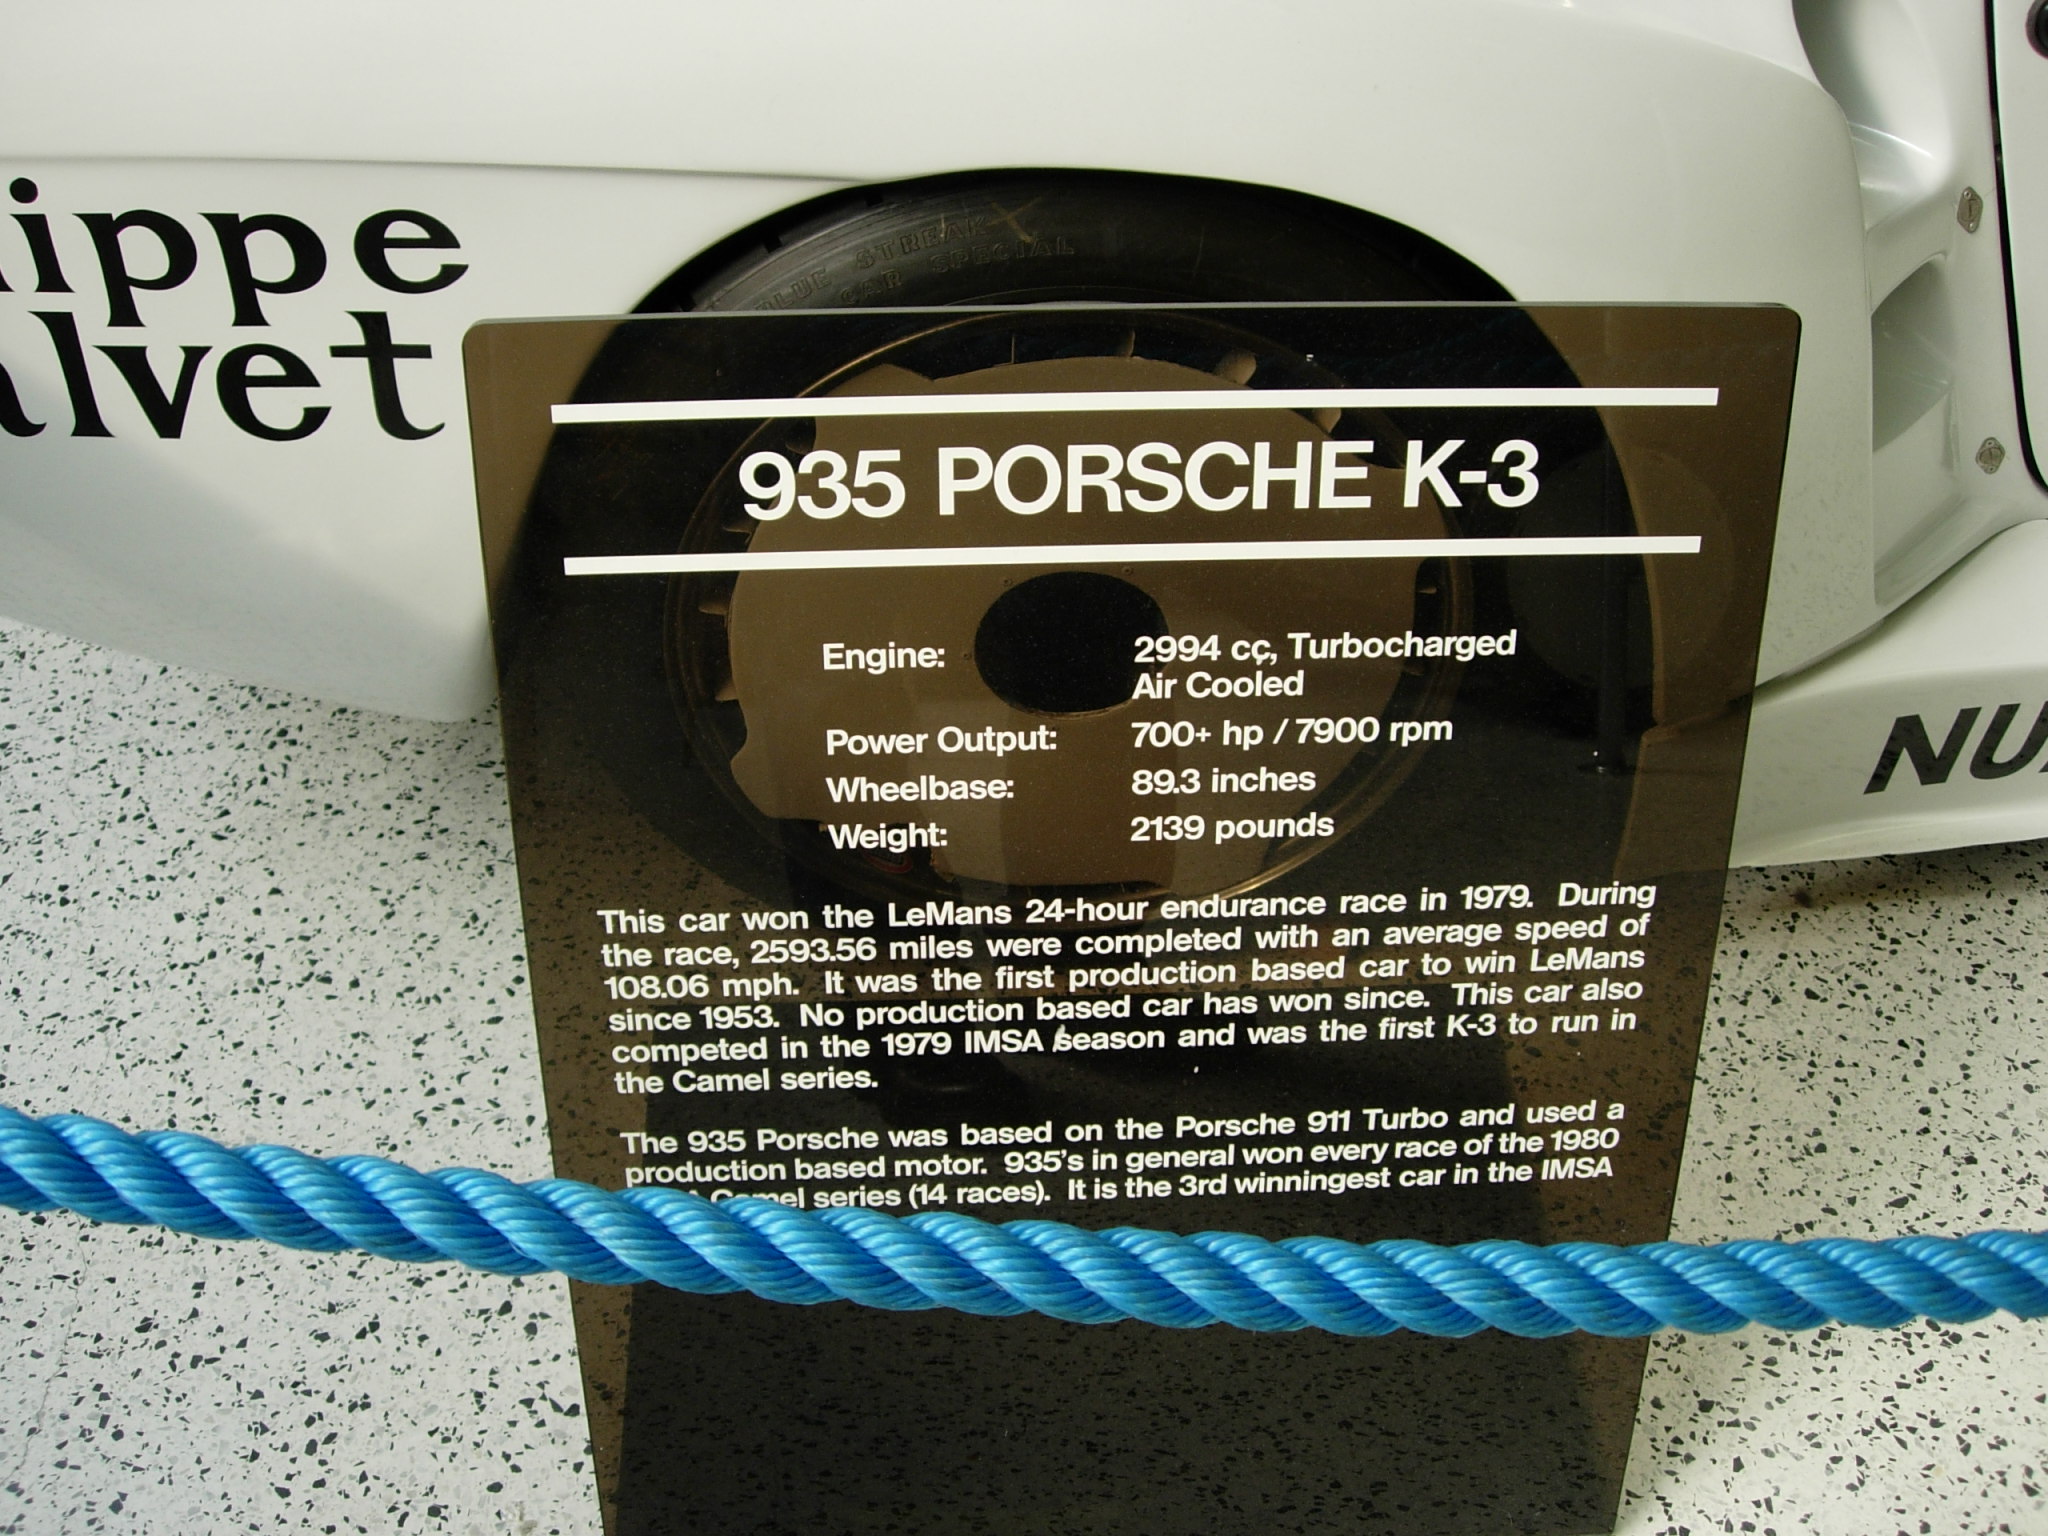 ippe
lvet
BLUE STREAK
CAR SPECIAL
935 PORSCHE K-3
Engine: 2994 cc, Turbocharged
Air Cooled
Power Output: 700+ hp / 7900 rpm
Wheelbase: 89.3 inches
Weight: 2139 pounds
This car won the LeMans 24-hour endurance race in 1979. During
the race, 2593.56 miles were completed with an average speed of
108.06 mph. It was the first production based car to win LeMans
since 1953. No production based car has won since. This car also
competed in the 1979 IMSA season and was the first K-3 to run in
the Camel series.
The 935 Porsche was based on the Porsche 911 Turbo and used a
production based motor. 935's in general won every race of the 1980
Camel series (14 races). It is the 3rd winningest car in the IMSA
NU